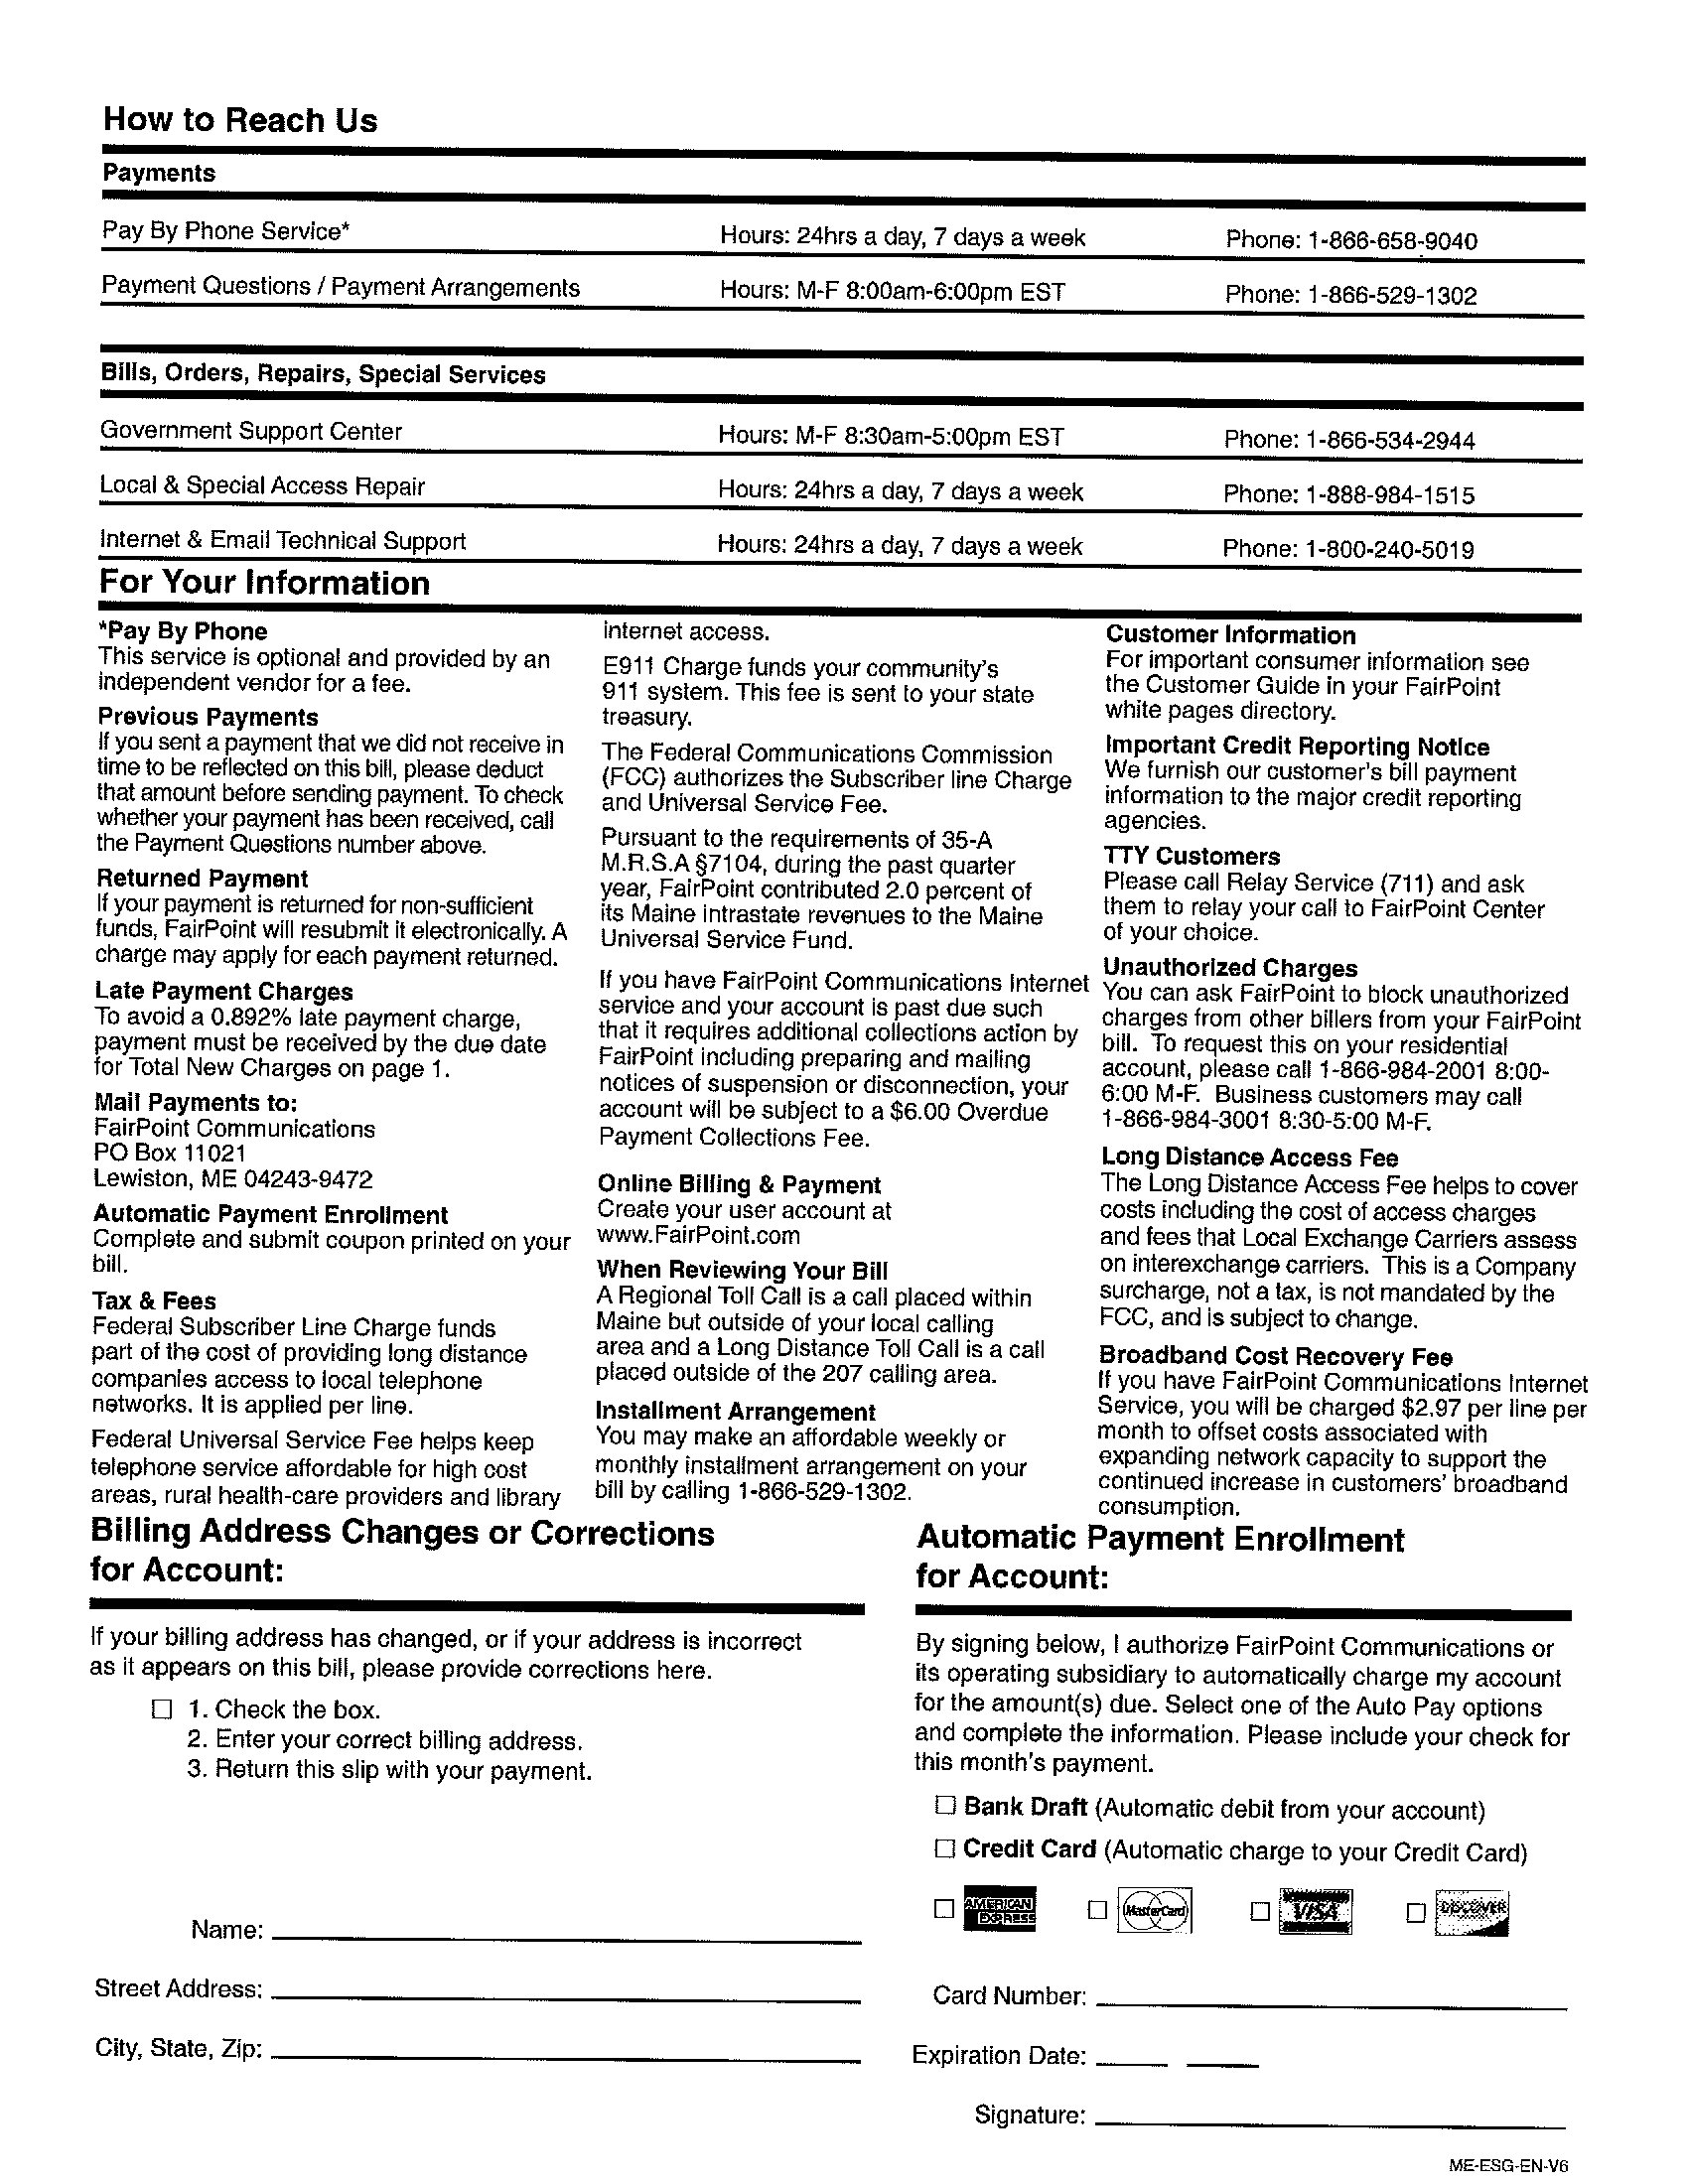 How to Reach Us
Payments
Pay By Phone Service* Hours: 24hrs a day, 7 days a week Phone: 1-866-658-9040
Payment Questions / Payment Arrangements Hours: M-F 8:00am-6:00pm EST Phone: 1-866-529-1302
Bills, Orders, Repairs, Special Services
Government Support Center Hours: M-F 8:30am-5:00pm EST Phone: 1-866-534-2944
Local & Special Access Repair Hours: 24hrs a day, 7 days a week Phone: 1-888-984-1515
Internet & Email Technical Support Hours: 24hrs a day, 7 days a week Phone: 1-800-240-5019
For Your Information
*Pay By Phone
This service is optional and provided by an
independent vendor for a fee.
Previous Payments
If you sent a payment that we did not receive in
time to be reflected on this bill, please deduct
that amount before sending payment. To check
whether your payment has been received, call
the Payment Questions number above.
Returned Payment
If your payment is returned for non-sufficient
funds, FairPoint will resubmit it electronically. A
charge may apply for each payment returned.
Late Payment Charges
To avoid a 0.892% late payment charge,
payment must be received by the due date
for Total New Charges on page 1.
Mail Payments to:
FairPoint Communications
PO Box 11021
Lewiston, ME 04243-9472
Automatic Payment Enrollment
Complete and submit coupon printed on your
bill.
Tax & Fees
Federal Subscriber Line Charge funds
part of the cost of providing long distance
companies access to local telephone
networks. It is applied per line.
Federal Universal Service Fee helps keep
telephone service affordable for high cost
areas, rural health-care providers and library
internet access.
E911 Charge funds your community's
911 system. This fee is sent to your state
treasury.
The Federal Communications Commission
(FCC) authorizes the Subscriber line Charge
and Universal Service Fee.
Pursuant to the requirements of 35-A
M.R.S.A §7104, during the past quarter
year, FairPoint contributed 2.0 percent of
its Maine intrastate revenues to the Maine
Universal Service Fund.
If you have FairPoint Communications Internet
service and your account is past due such
that it requires additional collections action by
FairPoint including preparing and mailing
notices of suspension or disconnection, your
account will be subject to a $6.00 Overdue
Payment Collections Fee.
Online Billing & Payment
Create your user account at
www.FairPoint.com
When Reviewing Your Bill
A Regional Toll Call is a call placed within
Maine but outside of your local calling
area and a Long Distance Toll Call is a call
placed outside of the 207 calling area.
Installment Arrangement
You may make an affordable weekly or
monthly installment arrangement on your
bill by calling 1-866-529-1302.
Customer Information
For important consumer information see
the Customer Guide in your FairPoint
white pages directory.
Important Credit Reporting Notice
We furnish our customer's bill payment
information to the major credit reporting
agencies.
TTY Customers
Please call Relay Service (711) and ask
them to relay your call to FairPoint Center
of your choice.
Unauthorized Charges
You can ask FairPoint to block unauthorized
charges from other billers from your FairPoint
bill. To request this on your residential
account, please call 1-866-984-2001 8:00-
6:00 M-F. Business customers may call
1-866-984-3001 8:30-5:00 M-F.
Long Distance Access Fee
The Long Distance Access Fee helps to cover
costs including the cost of access charges
and fees that Local Exchange Carriers assess
on interexchange carriers. This is a Company
surcharge, not a tax, is not mandated by the
FCC, and is subject to change.
Broadband Cost Recovery Fee
If you have FairPoint Communications Internet
Service, you will be charged $2.97 per line per
month to offset costs associated with
expanding network capacity to support the
continued increase in customers' broadband
consumption.
Billing Address Changes or Corrections
for Account:
If your billing address has changed, or if your address is incorrect
as it appears on this bill, please provide corrections here.
1. Check the box.
2. Enter your correct billing address.
3. Return this slip with your payment.
Name:
Street Address:
City, State, Zip:
Automatic Payment Enrollment
for Account:
By signing below, I authorize FairPoint Communications or
its operating subsidiary to automatically charge my account
for the amount(s) due. Select one of the Auto Pay options
and complete the information. Please include your check for
this month's payment.
Bank Draft (Automatic debit from your account)
Credit Card (Automatic charge to your Credit Card)
AMERICAN EXPRESS MasterCard VISA DISCOVER
Card Number:
Expiration Date:
Signature:
ME-ESG-EN-V6